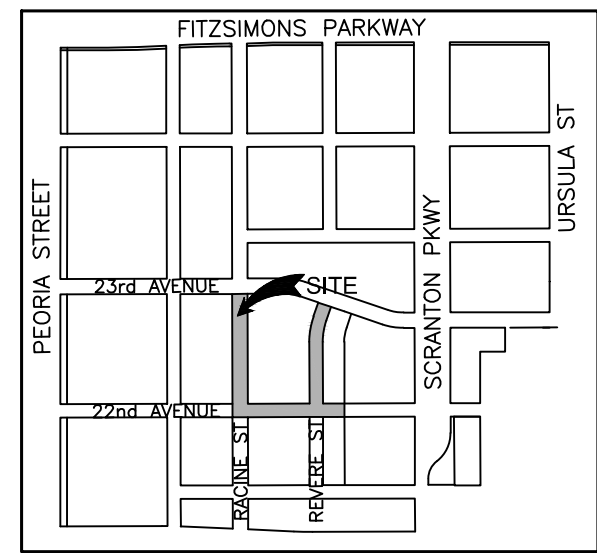 FITZSIMONS PARKWAY
URSULA ST
PEORIA STREET
SCRANTON PKWY
23rd AVENUE
SITE
22nd AVENUE
RACINE ST
REVERE ST